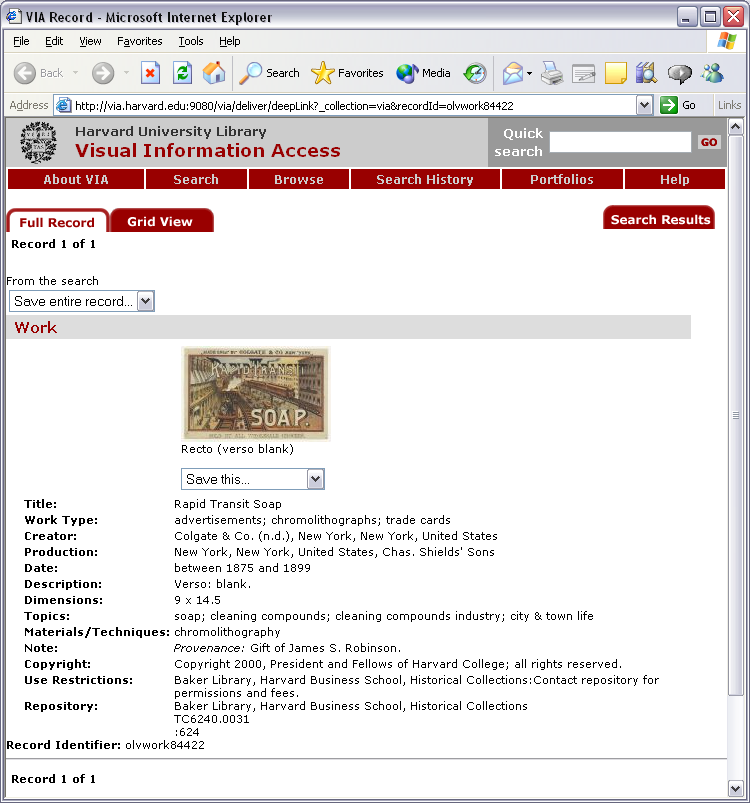 VIA Record - Microsoft Internet Explorer
File Edit View Favorites Tools Help
Back Search Favorites Media
Address http://via.harvard.edu:9080/via/deliver/deepLink?_collection=via&recordId=olvwork84422 Go Links
Harvard University Library
Visual Information Access
Quick search GO
About VIA Search Browse Search History Portfolios Help
Full Record Grid View Search Results
Record 1 of 1
From the search
Save entire record...
Work
COLGATE & CO. NEW YORK.
RAPID TRANSIT
SOAP.
Recto (verso blank)
Save this...
Title: Rapid Transit Soap
Work Type: advertisements; chromolithographs; trade cards
Creator: Colgate & Co. (n.d.), New York, New York, United States
Production: New York, New York, United States, Chas. Shields' Sons
Date: between 1875 and 1899
Description: Verso: blank.
Dimensions: 9 x 14.5
Topics: soap; cleaning compounds; cleaning compounds industry; city & town life
Materials/Techniques: chromolithography
Note: Provenance: Gift of James S. Robinson.
Copyright: Copyright 2000, President and Fellows of Harvard College; all rights reserved.
Use Restrictions: Baker Library, Harvard Business School, Historical Collections:Contact repository for
permissions and fees.
Repository: Baker Library, Harvard Business School, Historical Collections
TC6240.0031
:624
Record Identifier: olvwork84422
Record 1 of 1